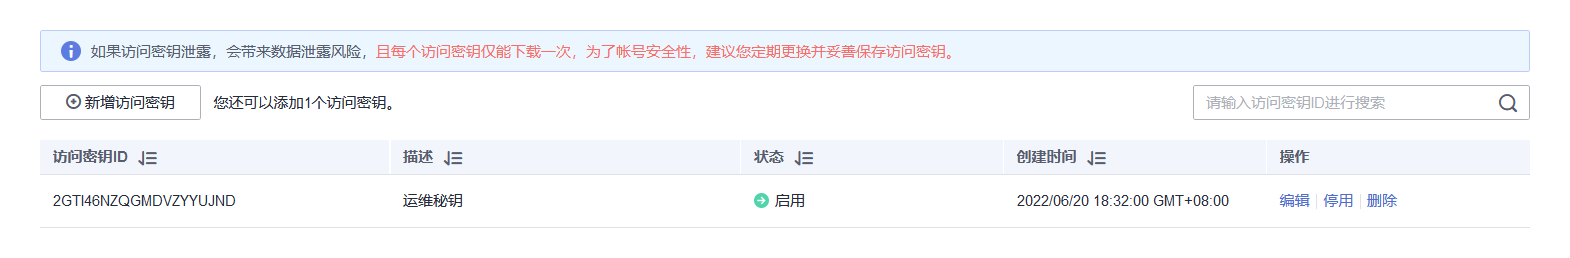 如果访问密钥泄露，会带来数据泄露风险，且每个访问密钥仅能下载一次，为了帐号安全性，建议您定期更换并妥善保存访问密钥。
新增访问密钥 您还可以添加1个访问密钥。 请输入访问密钥ID进行搜索
访问密钥ID 描述 状态 创建时间 操作
2GTI46NZQGMDVZYYUJND 运维秘钥 启用 2022/06/20 18:32:00 GMT+08:00 编辑 停用 删除